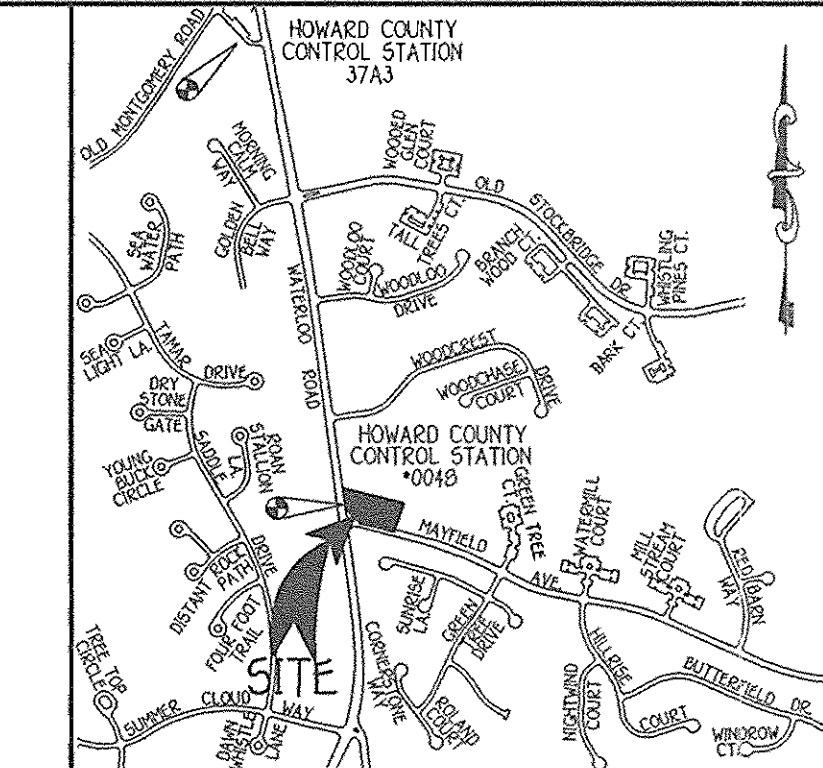 HOWARD COUNTY
CONTROL STATION
37A3
OLD MONTGOMERY ROAD
MORNING
CALM
WAY
WOODED
GLEN
COURT
OLD
STOCKBRIDGE
DR.
TALL
TREES CT.
SEA
WATER
PATH
GOLDEN
BELL
WAY
WATERLOO
ROAD
WOODLOO
COURT
WOODLOO
DRIVE
BRANCH
WOOD
WHISTLING
PINES CT.
BARK CT.
SEA
LIGHT LA.
TAMAR
DRIVE
WOODCREST
DRIVE
WOODCHASE
COURT
DRY
STONE
GATE
HOWARD COUNTY
CONTROL STATION
*0048
ROAN
STALLION
LA.
SADDLE
DRIVE
YOUNG
BUCK
CIRCLE
GREEN TREE
CT.
MAYFIELD
AVE.
WATERMILL
COURT
MILL
STREAM
COURT
RED BARN
WAY
DISTANT ROCK
PATH
FOUR FOOT
TRAIL
SUNRISE
LA.
GREEN
TREE
DRIVE
TREE TOP
CIRCLE
SITE
CORNERSTONE
WAY
ROLAND
COURT
HILLRISE
COURT
NIGHTWIND
COURT
BUTTERFIELD DR
WINDROW
CT.
SUMMER CLOUD WAY
DAWN
WHISTLE
LANE